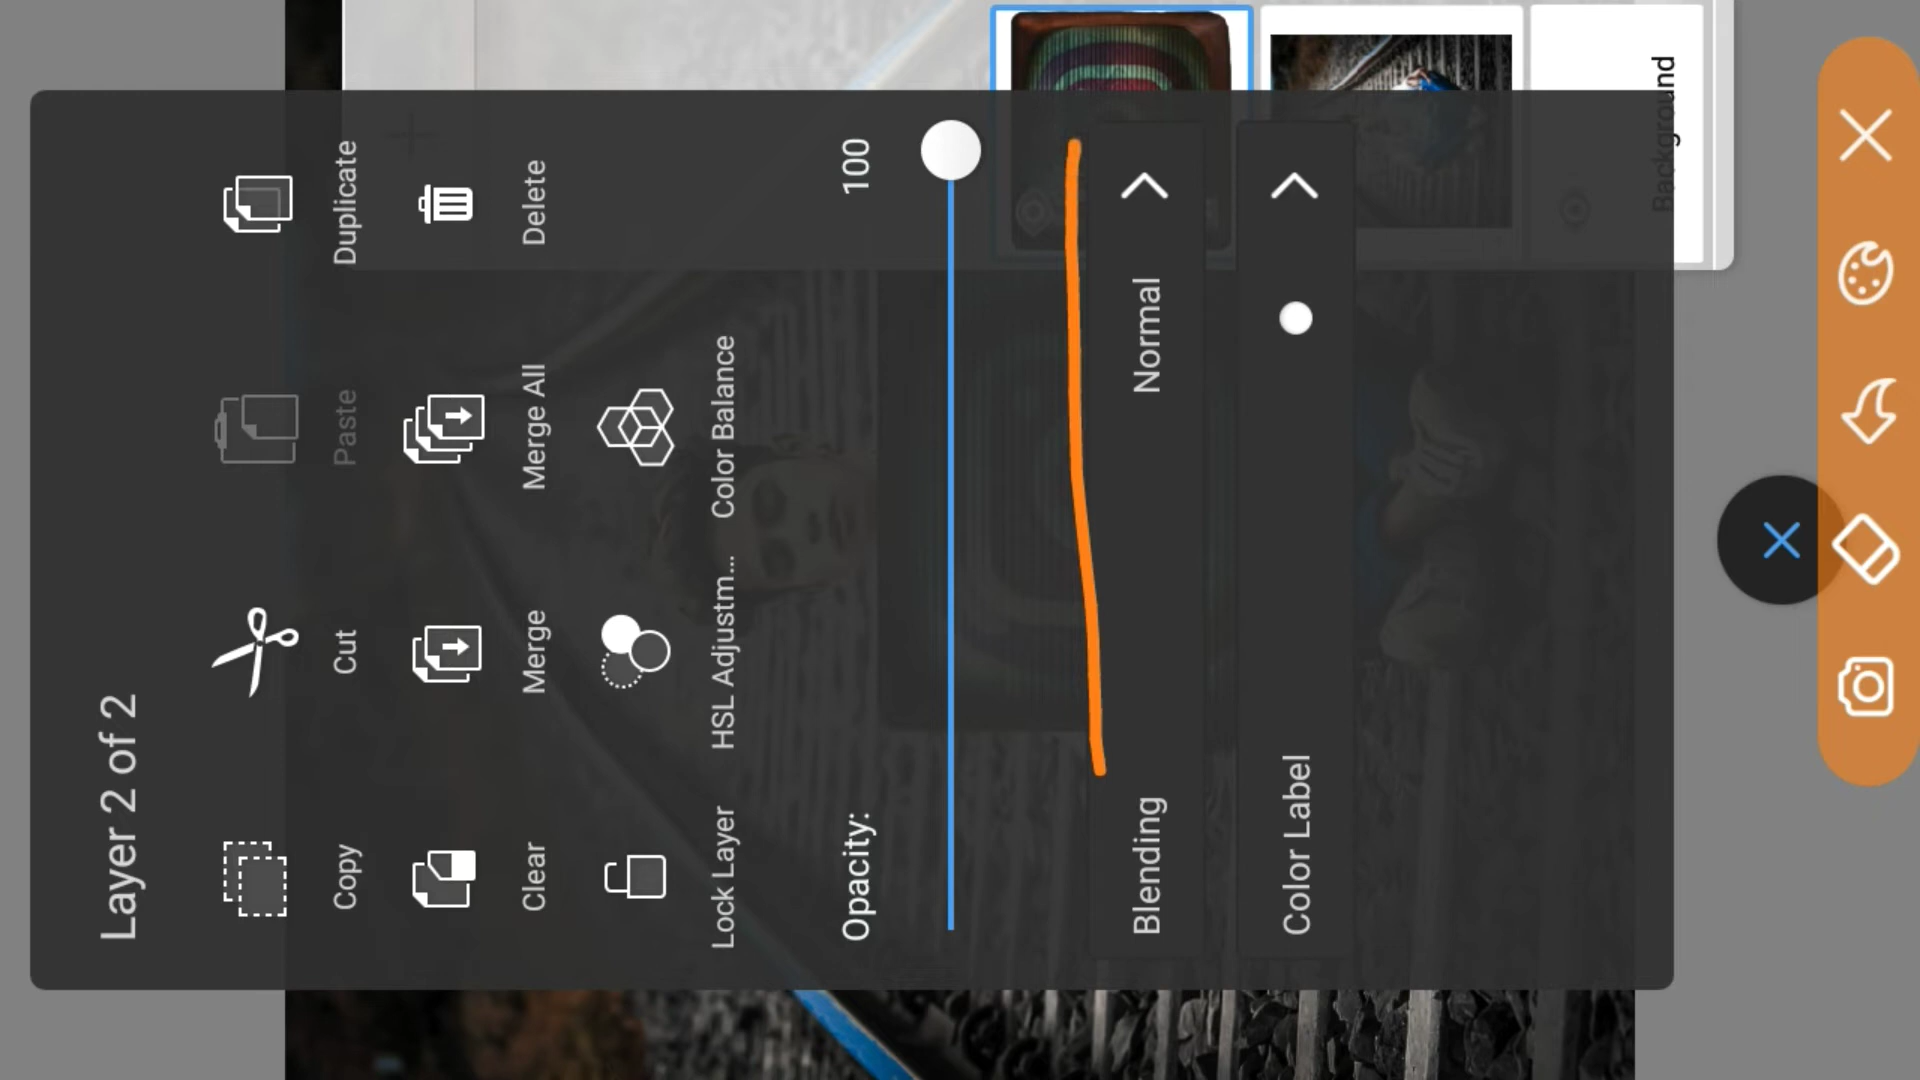 Layer 2 of 2
Copy
Cut
Paste
Duplicate
Clear
Merge
Merge All
Delete
Lock Layer
HSL Adjustm...
Color Balance
Opacity:
100
Blending
Normal
Color Label
Background